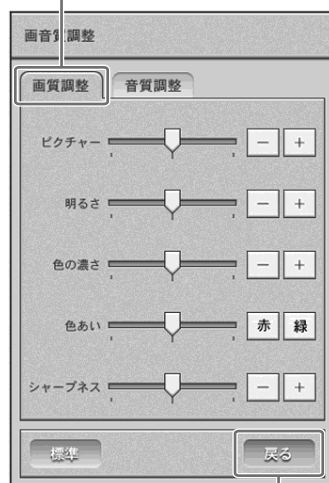 画音質調整
画質調整 音質調整
ピクチャー － ＋
明るさ － ＋
色の濃さ － ＋
色あい 赤 緑
シャープネス － ＋
標準 戻る